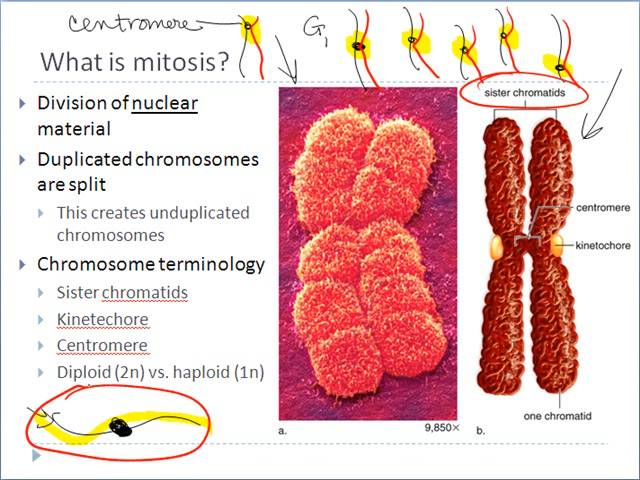 centromere
G1
What is mitosis?
Division of nuclear
material
Duplicated chromosomes
are split
This creates unduplicated
chromosomes
Chromosome terminology
Sister chromatids
Kinetechore
Centromere
Diploid (2n) vs. haploid (1n)
a.
9,850×
sister chromatids
centromere
kinetochore
one chromatid
b.